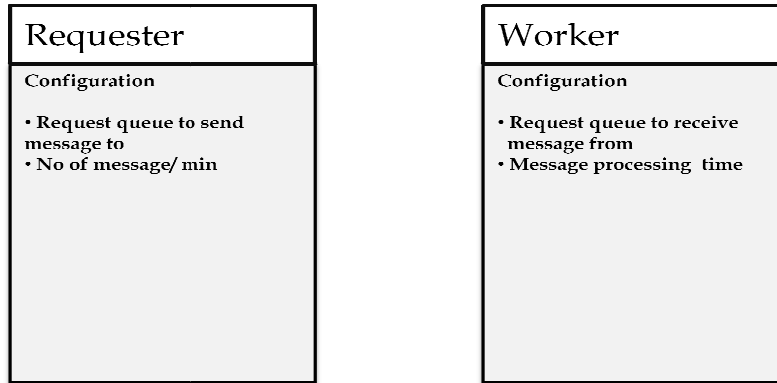 Requester
Configuration
• Request queue to send
message to
• No of message/ min
Worker
Configuration
• Request queue to receive
message from
• Message processing time